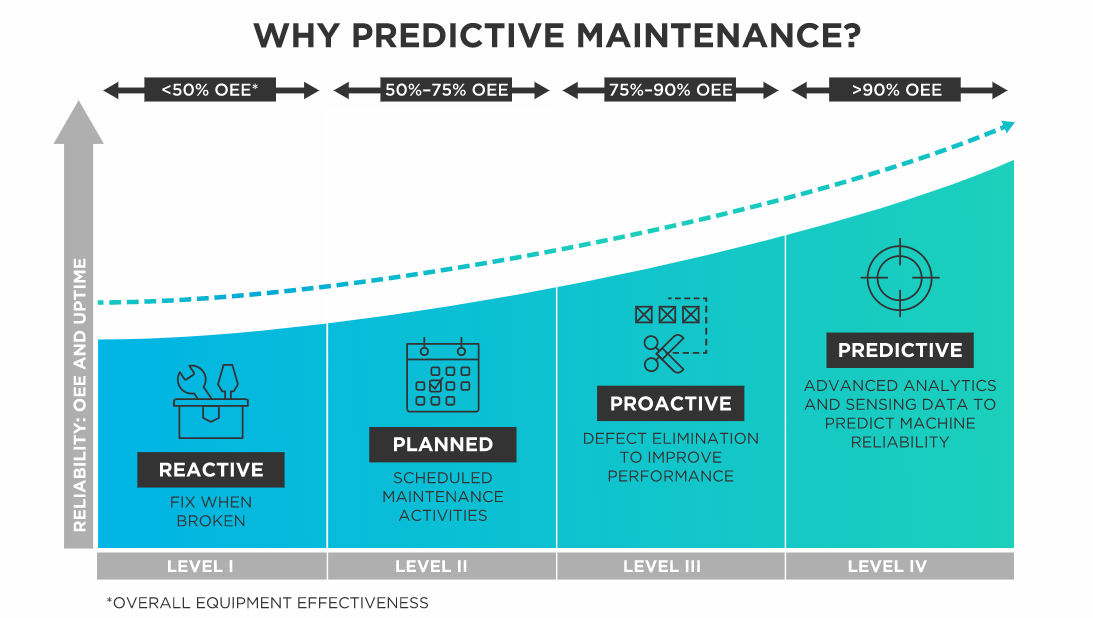 WHY PREDICTIVE MAINTENANCE?
<50% OEE*
50%–75% OEE
75%–90% OEE
>90% OEE
RELIABILITY: OEE AND UPTIME
REACTIVE
FIX WHEN
BROKEN
PLANNED
SCHEDULED
MAINTENANCE
ACTIVITIES
PROACTIVE
DEFECT ELIMINATION
TO IMPROVE
PERFORMANCE
PREDICTIVE
ADVANCED ANALYTICS
AND SENSING DATA TO
PREDICT MACHINE
RELIABILITY
LEVEL I
LEVEL II
LEVEL III
LEVEL IV
*OVERALL EQUIPMENT EFFECTIVENESS